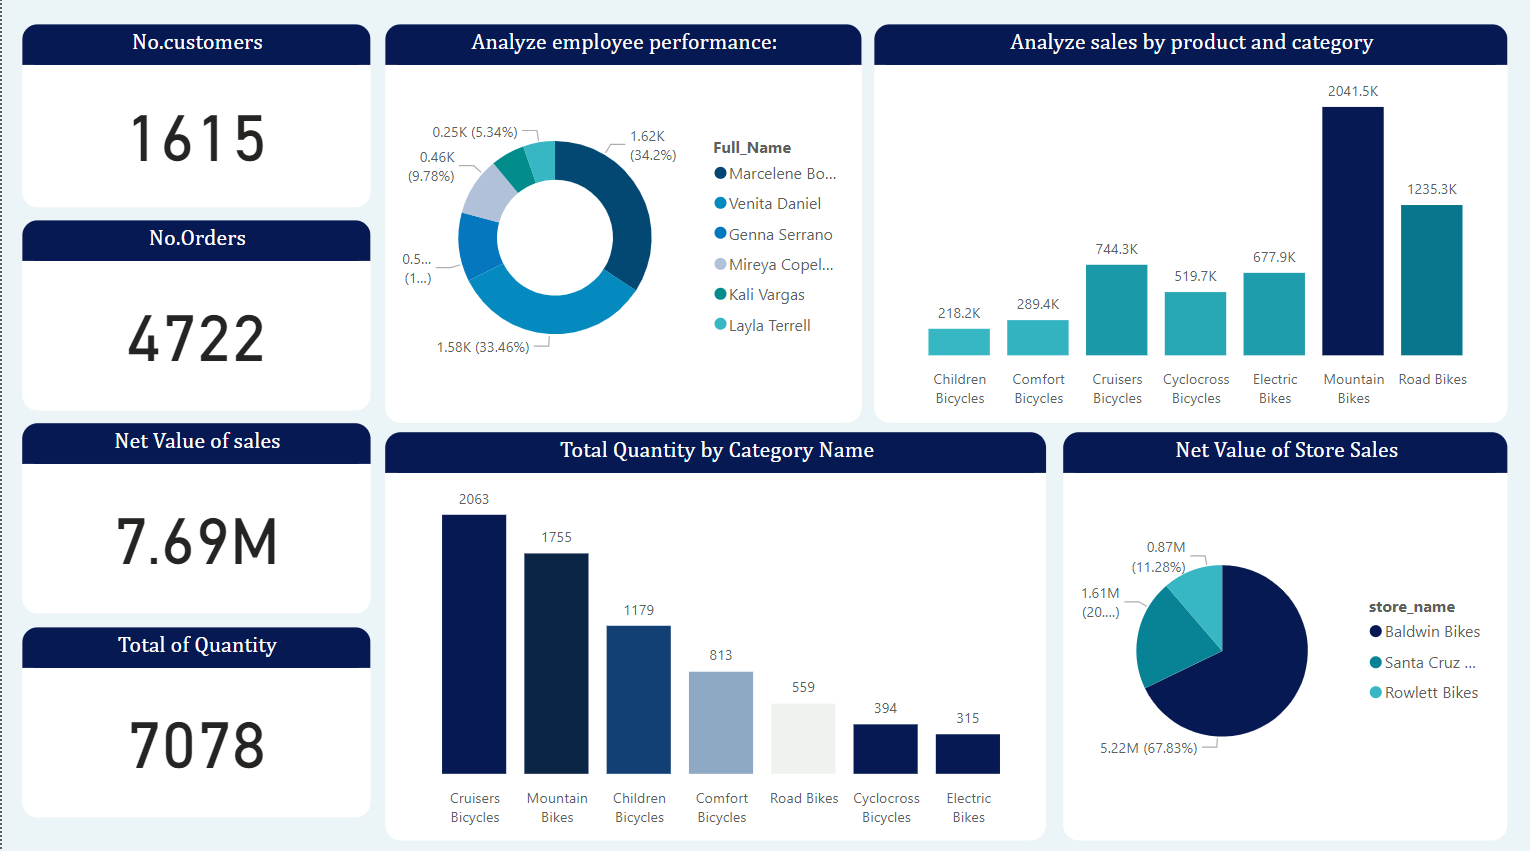 No.customers
1615
No.Orders
4722
Net Value of sales
7.69M
Total of Quantity
7078
Analyze employee performance:
0.25K (5.34%)
1.62K
(34.2%)
0.46K
(9.78%)
0.5...
(1...)
1.58K (33.46%)
Full_Name
Marcelene Bo...
Venita Daniel
Genna Serrano
Mireya Copel...
Kali Vargas
Layla Terrell
Analyze sales by product and category
218.2K
289.4K
744.3K
519.7K
677.9K
2041.5K
1235.3K
Children
Bicycles
Comfort
Bicycles
Cruisers
Bicycles
Cyclocross
Bicycles
Electric
Bikes
Mountain
Bikes
Road Bikes
Total Quantity by Category Name
2063
1755
1179
813
559
394
315
Cruisers
Bicycles
Mountain
Bikes
Children
Bicycles
Comfort
Bicycles
Road Bikes
Cyclocross
Bicycles
Electric
Bikes
Net Value of Store Sales
0.87M
(11.28%)
1.61M
(20....)
5.22M (67.83%)
store_name
Baldwin Bikes
Santa Cruz ...
Rowlett Bikes